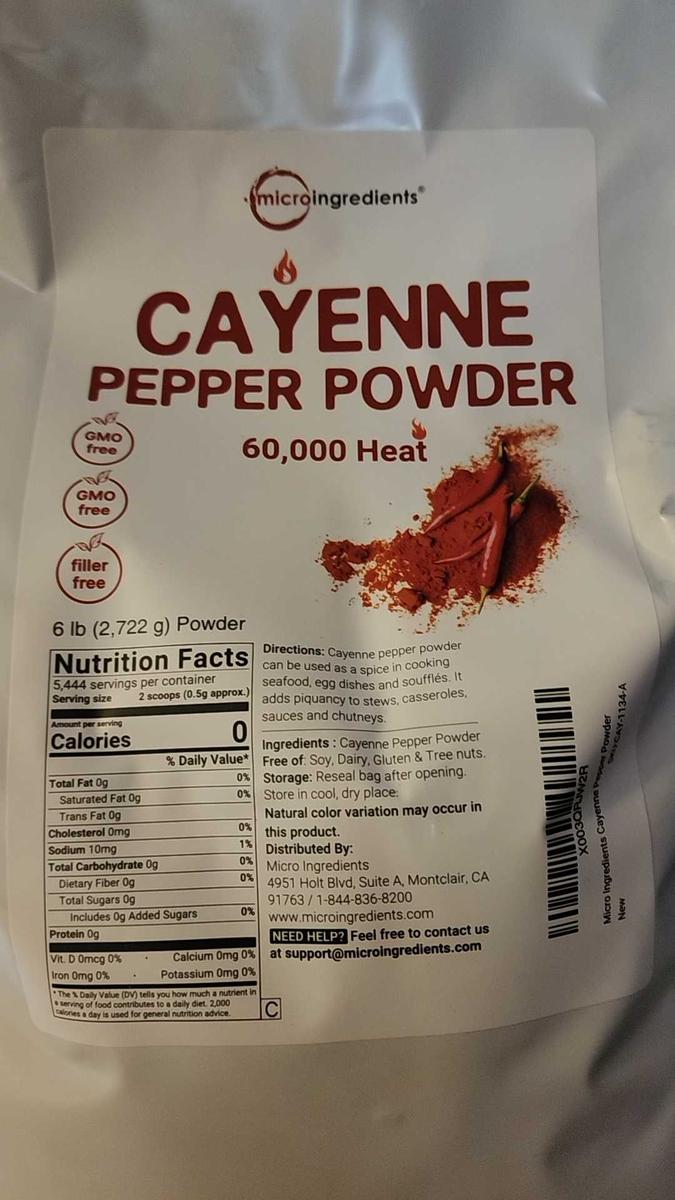 microingredients®
CAYENNE
PEPPER POWDER
60,000 Heat
GMO
free
GMO
free
filler
free
6 lb (2,722 g) Powder
Nutrition Facts
5,444 servings per container
Serving size 2 scoops (0.5g approx.)
Amount per serving
Calories 0
% Daily Value*
Total Fat 0g 0%
Saturated Fat 0g 0%
Trans Fat 0g
Cholesterol 0mg 0%
Sodium 10mg 1%
Total Carbohydrate 0g 0%
Dietary Fiber 0g 0%
Total Sugars 0g
Includes 0g Added Sugars 0%
Protein 0g
Vit. D 0mcg 0% · Calcium 0mg 0%
Iron 0mg 0% · Potassium 0mg 0%
* The % Daily Value (DV) tells you how much a nutrient in
a serving of food contributes to a daily diet. 2,000
calories a day is used for general nutrition advice.
Directions: Cayenne pepper powder
can be used as a spice in cooking
seafood, egg dishes and soufflés. It
adds piquancy to stews, casseroles,
sauces and chutneys.
Ingredients : Cayenne Pepper Powder
Free of: Soy, Dairy, Gluten & Tree nuts.
Storage: Reseal bag after opening.
Store in cool, dry place.
Natural color variation may occur in
this product.
Distributed By:
Micro Ingredients
4951 Holt Blvd, Suite A, Montclair, CA
91763 / 1-844-836-8200
www.microingredients.com
NEED HELP? Feel free to contact us
at support@microingredients.com
C
Micro Ingredients Cayenne Pepper Powder
New